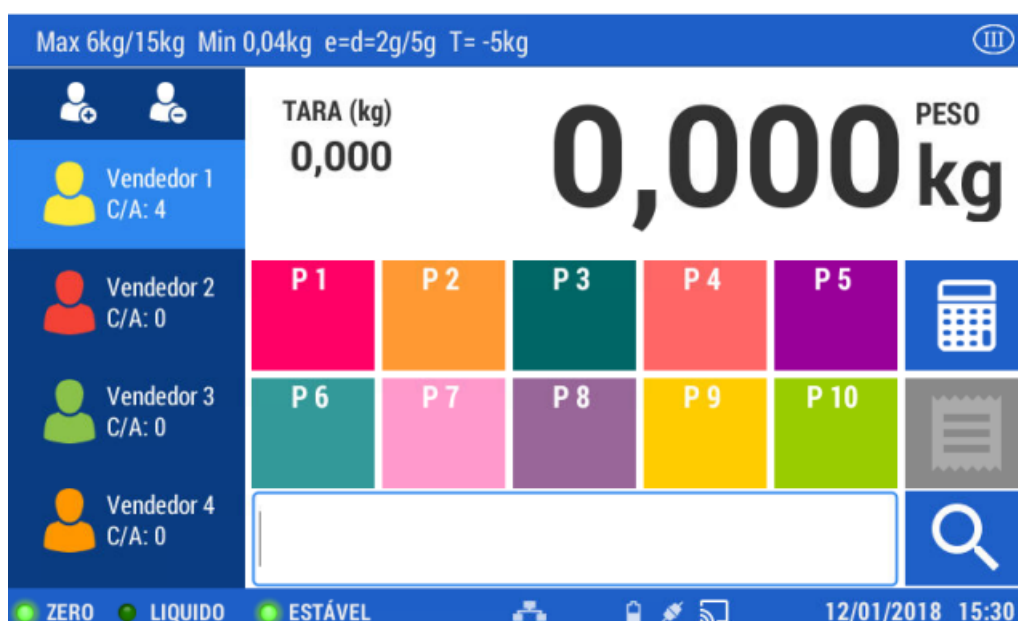 Max 6kg/15kg Min 0,04kg e=d=2g/5g T= -5kg
III
TARA (kg)
0,000
0,000
PESO
kg
Vendedor 1
C/A: 4
Vendedor 2
C/A: 0
Vendedor 3
C/A: 0
Vendedor 4
C/A: 0
P 1
P 2
P 3
P 4
P 5
P 6
P 7
P 8
P 9
P 10
ZERO
LIQUIDO
ESTÁVEL
12/01/2018 15:30